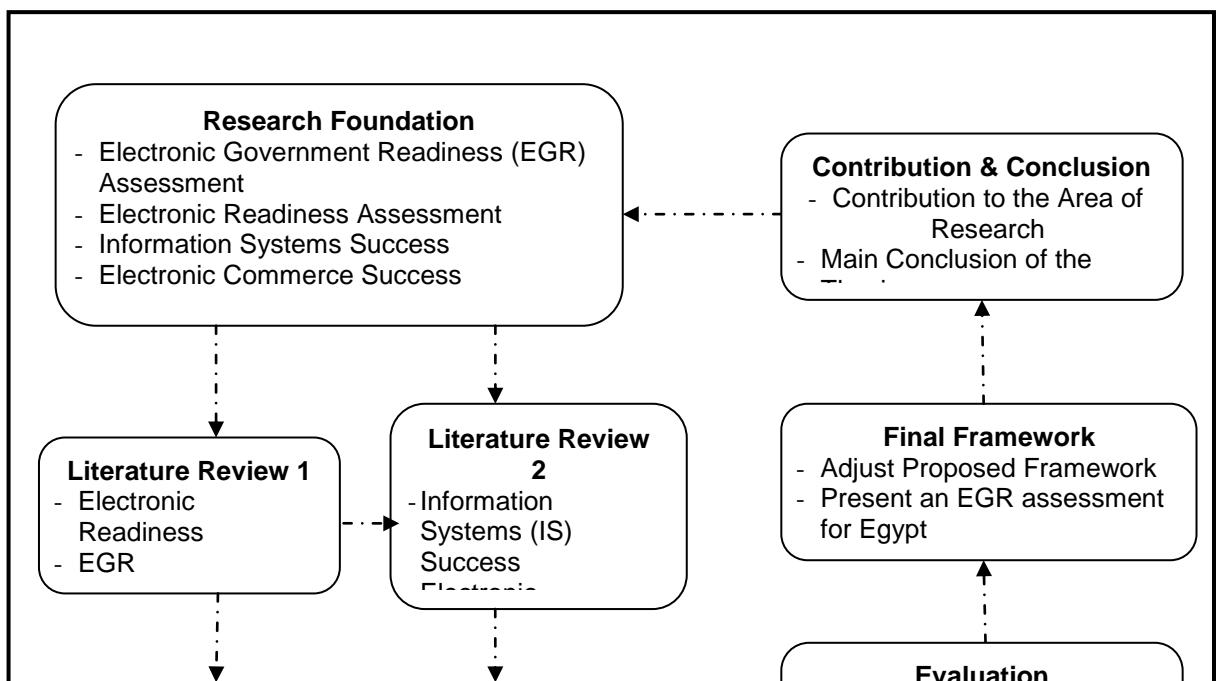 Research Foundation
- Electronic Government Readiness (EGR)
Assessment
- Electronic Readiness Assessment
- Information Systems Success
- Electronic Commerce Success
Contribution & Conclusion
- Contribution to the Area of
Research
- Main Conclusion of the
Literature Review 1
- Electronic
Readiness
- EGR
Literature Review
2
- Information
Systems (IS)
Success
Electronic
Final Framework
- Adjust Proposed Framework
- Present an EGR assessment
for Egypt
Evaluation